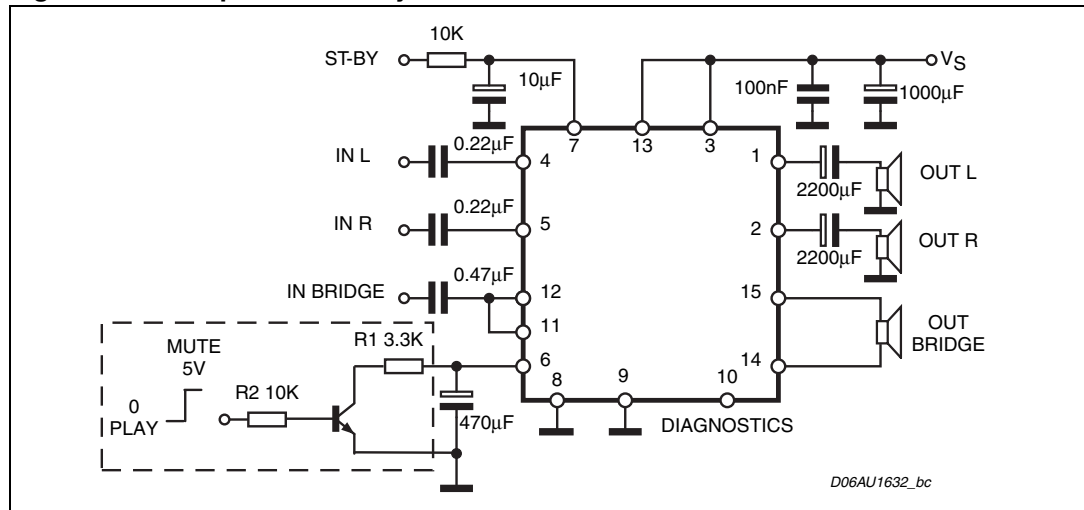 10K
ST-BY
VS
10µF
100nF
1000µF
7
13
3
0.22µF
IN L
4
1
2200µF
OUT L
0.22µF
IN R
5
2
2200µF
OUT R
0.47µF
IN BRIDGE
12
15
11
OUT
BRIDGE
R1 3.3K
MUTE
5V
6
14
8
9
10
R2 10K
0
PLAY
470µF
DIAGNOSTICS
D06AU1632_bc